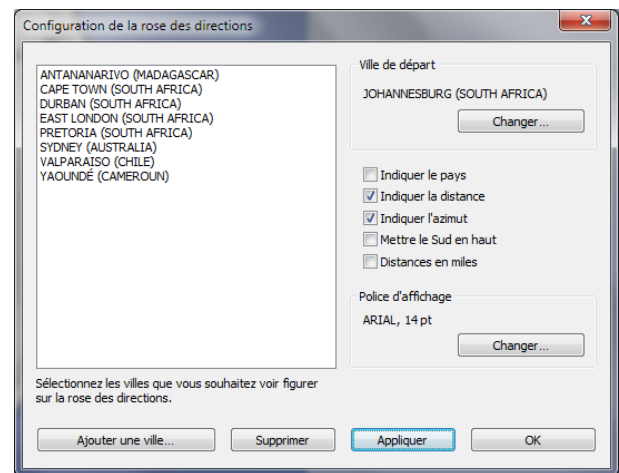 Configuration de la rose des directions
ANTANANARIVO (MADAGASCAR)
CAPE TOWN (SOUTH AFRICA)
DURBAN (SOUTH AFRICA)
EAST LONDON (SOUTH AFRICA)
PRETORIA (SOUTH AFRICA)
SYDNEY (AUSTRALIA)
VALPARAISO (CHILE)
YAOUNDÉ (CAMEROUN)
Ville de départ
JOHANNESBURG (SOUTH AFRICA)
Changer...
Indiquer le pays
Indiquer la distance
Indiquer l'azimut
Mettre le Sud en haut
Distances en miles
Police d'affichage
ARIAL, 14 pt
Changer...
Sélectionnez les villes que vous souhaitez voir figurer
sur la rose des directions.
Ajouter une ville...
Supprimer
Appliquer
OK